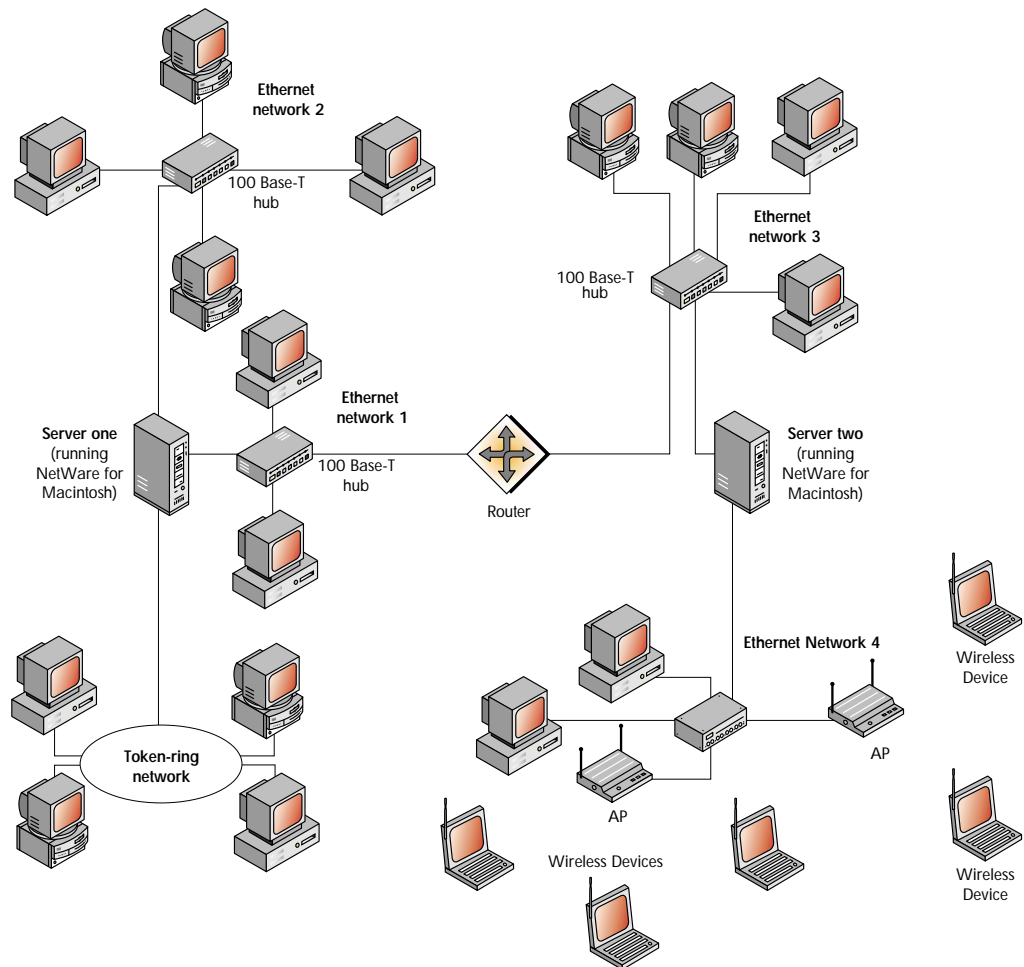 Ethernet
network 2
100 Base-T
hub
Ethernet
network 3
100 Base-T
hub
Ethernet
network 1
Server one
(running
NetWare for
Macintosh)
100 Base-T
hub
Router
Server two
(running
NetWare for
Macintosh)
Ethernet Network 4
Wireless
Device
AP
Token-ring
network
AP
Wireless Devices
Wireless
Device